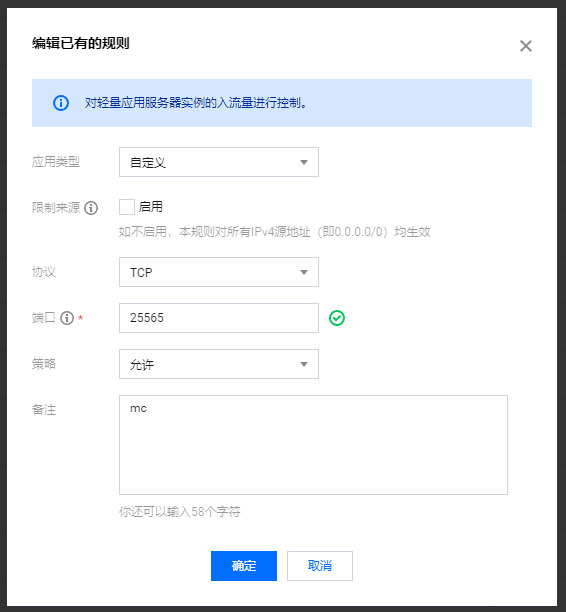 编辑已有的规则
对轻量应用服务器实例的入流量进行控制。
应用类型 自定义
限制来源 启用
如不启用，本规则对所有IPv4源地址（即0.0.0.0/0）均生效
协议 TCP
端口 * 25565
策略 允许
备注 mc
你还可以输入58个字符
确定 取消